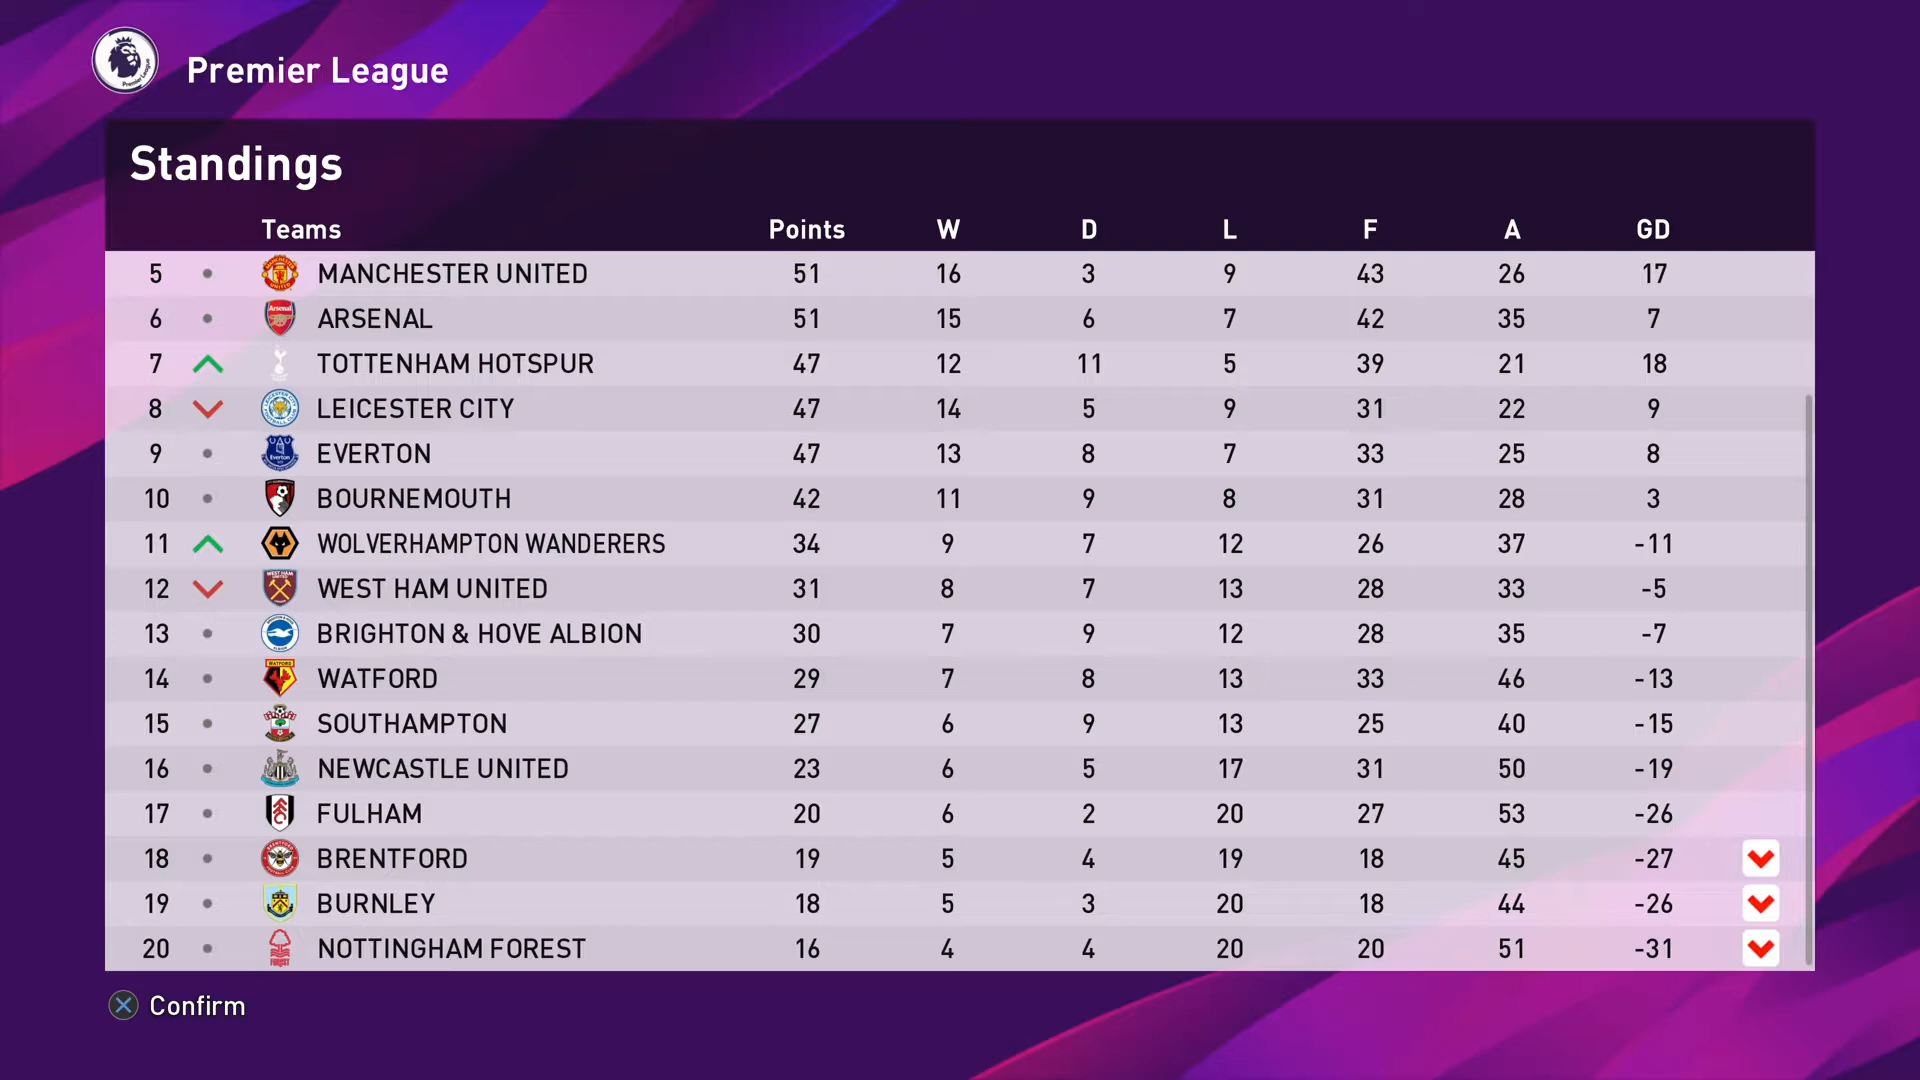 Premier League
Standings
Teams Points W D L F A GD
5 MANCHESTER UNITED 51 16 3 9 43 26 17
6 ARSENAL 51 15 6 7 42 35 7
7 TOTTENHAM HOTSPUR 47 12 11 5 39 21 18
8 LEICESTER CITY 47 14 5 9 31 22 9
9 EVERTON 47 13 8 7 33 25 8
10 BOURNEMOUTH 42 11 9 8 31 28 3
11 WOLVERHAMPTON WANDERERS 34 9 7 12 26 37 -11
12 WEST HAM UNITED 31 8 7 13 28 33 -5
13 BRIGHTON & HOVE ALBION 30 7 9 12 28 35 -7
14 WATFORD 29 7 8 13 33 46 -13
15 SOUTHAMPTON 27 6 9 13 25 40 -15
16 NEWCASTLE UNITED 23 6 5 17 31 50 -19
17 FULHAM 20 6 2 20 27 53 -26
18 BRENTFORD 19 5 4 19 18 45 -27
19 BURNLEY 18 5 3 20 18 44 -26
20 NOTTINGHAM FOREST 16 4 4 20 20 51 -31
Confirm